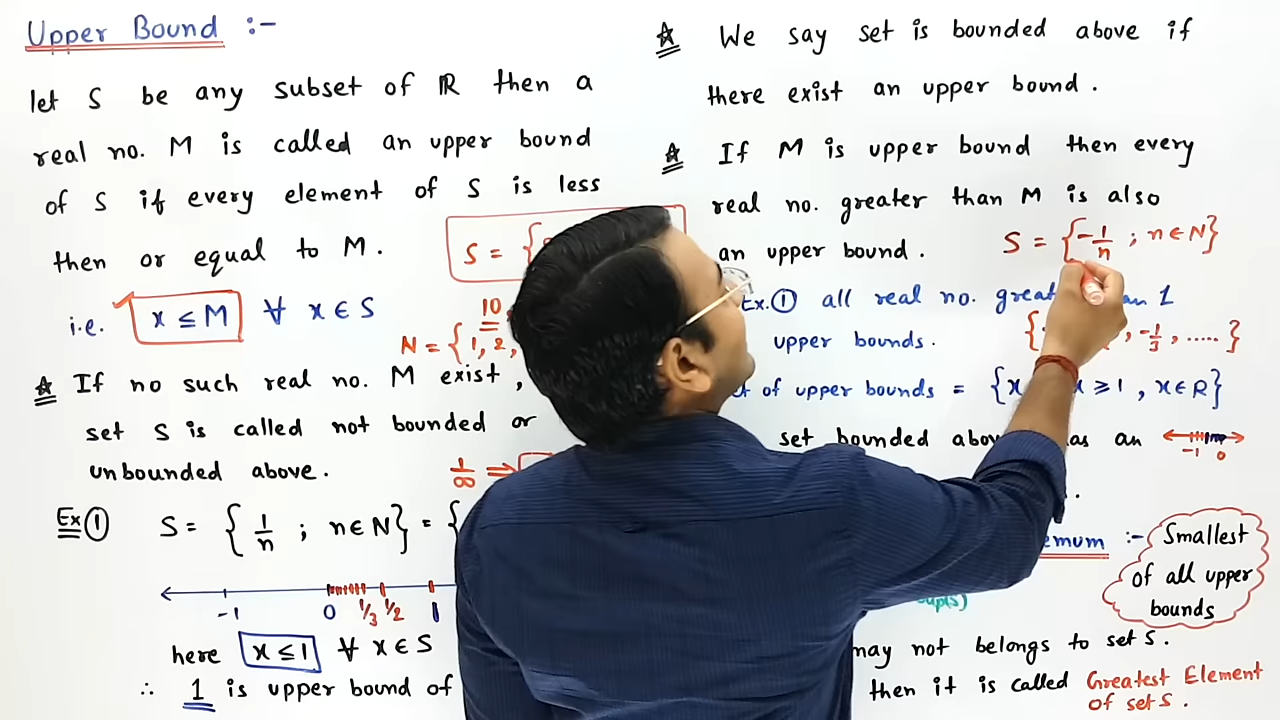 Upper Bound :-
let S be any subset of ℝ then a
real no. M is called an upper bound
of S if every element of S is less
then or equal to M.
S = {
i.e. x ≤ M ∀ x ∈ S
10
N = { 1, 2,
☆ If no such real no. M exist,
set S is called not bounded or
unbounded above.
1/∞ ⇒
Ex ① S = { 1/n ; n ∈ N } = {
-1 0 1/3 1/2 1
here x ≤ 1 ∀ x ∈ S
∴ 1 is upper bound of
☆ We say set is bounded above if
there exist an upper bound.
☆ If M is upper bound then every
real no. greater than M is also
an upper bound.
S = { -1/n ; n ∈ N }
Ex. ① all real no. 1
upper bounds.
{ , -1/3 , ..... }
of upper bounds = { x x ≥ 1 , x ∈ R }
set bounded an
-1 0
:-
Smallest
of all upper
bounds
may not belongs to set S.
then it is called Greatest Element
of set S.